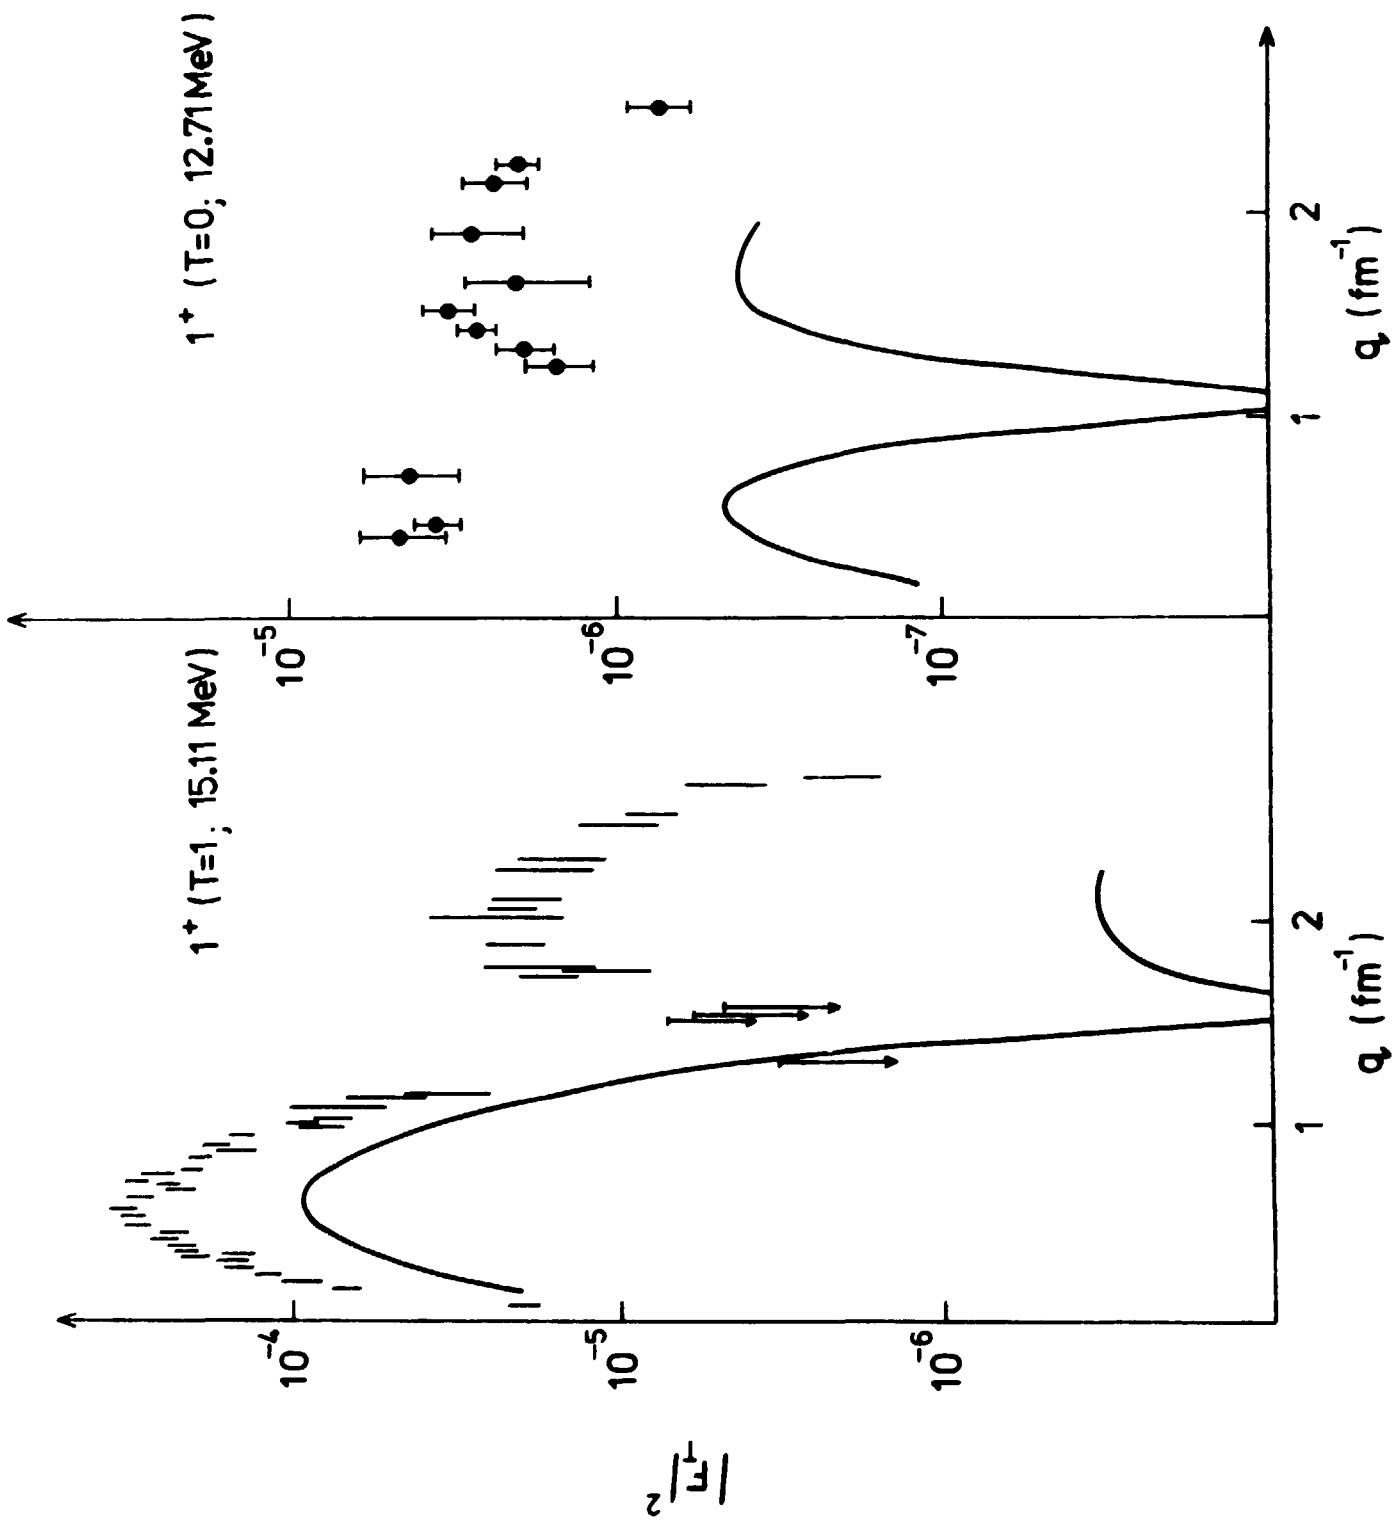 1⁺ (T=1; 15.11 MeV)
1⁺ (T=0; 12.71 MeV)
|F_T|²
10⁻⁴
10⁻⁵
10⁻⁶
1
2
q (fm⁻¹)
10⁻⁵
10⁻⁶
10⁻⁷
1
2
q (fm⁻¹)